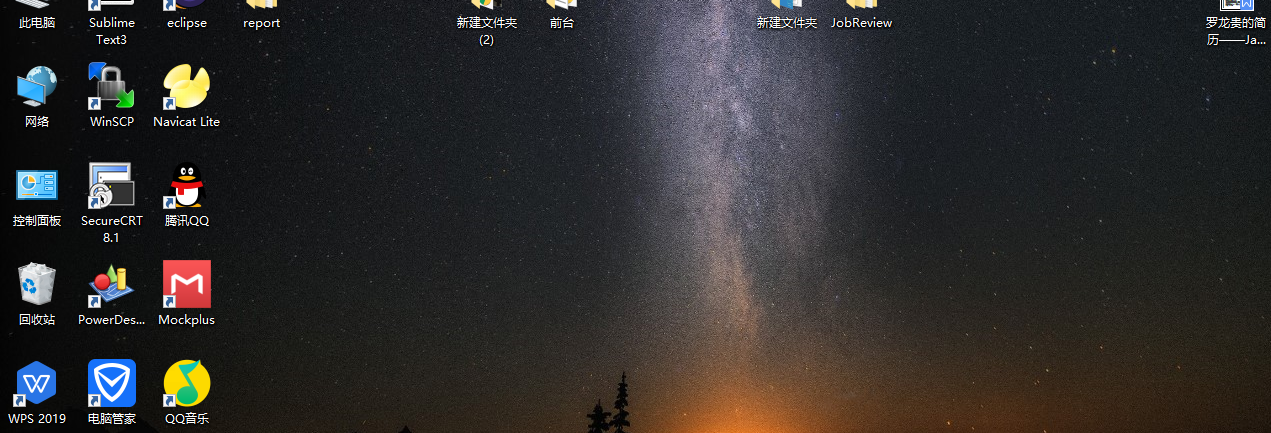 此电脑
Sublime
Text3
eclipse
report
新建文件夹
(2)
前台
新建文件夹
JobReview
罗龙贵的简
历——Ja...
网络
WinSCP
Navicat Lite
控制面板
SecureCRT
8.1
腾讯QQ
回收站
PowerDes...
Mockplus
WPS 2019
电脑管家
QQ音乐